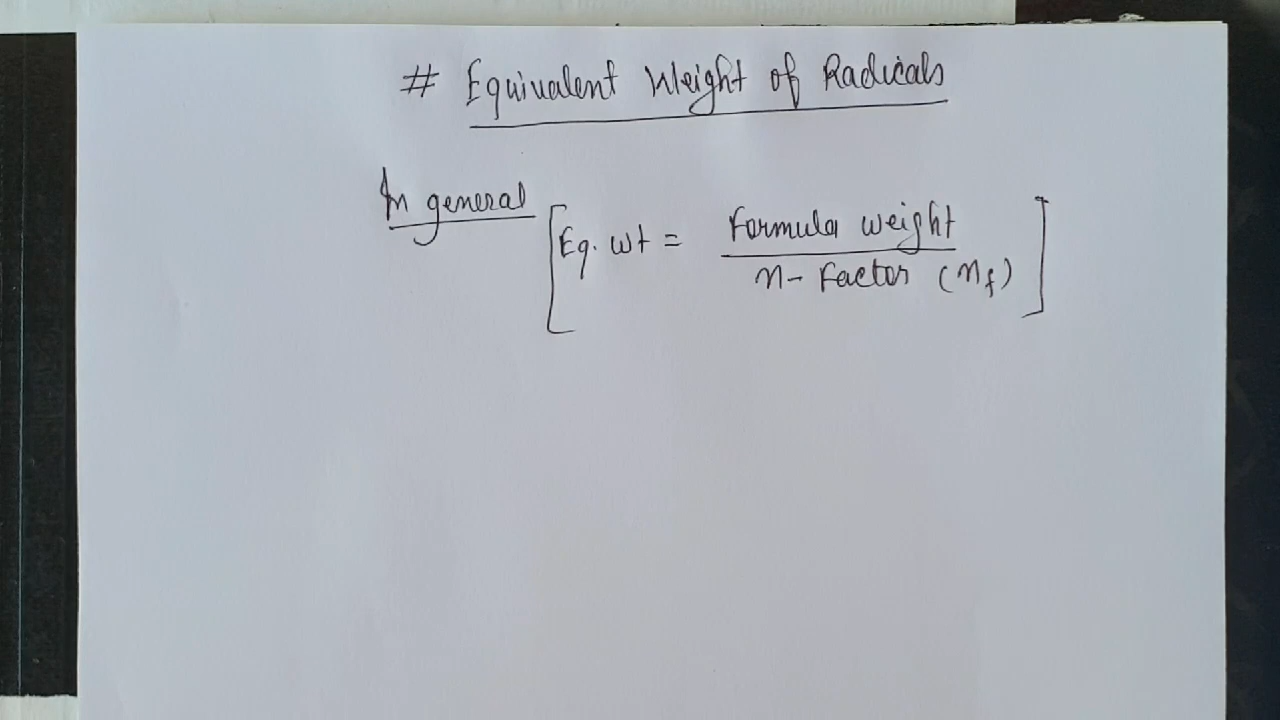 # Equivalent Weight of Radicals
In general [Eq. wt = Formula weight / n- Factor (nf)]